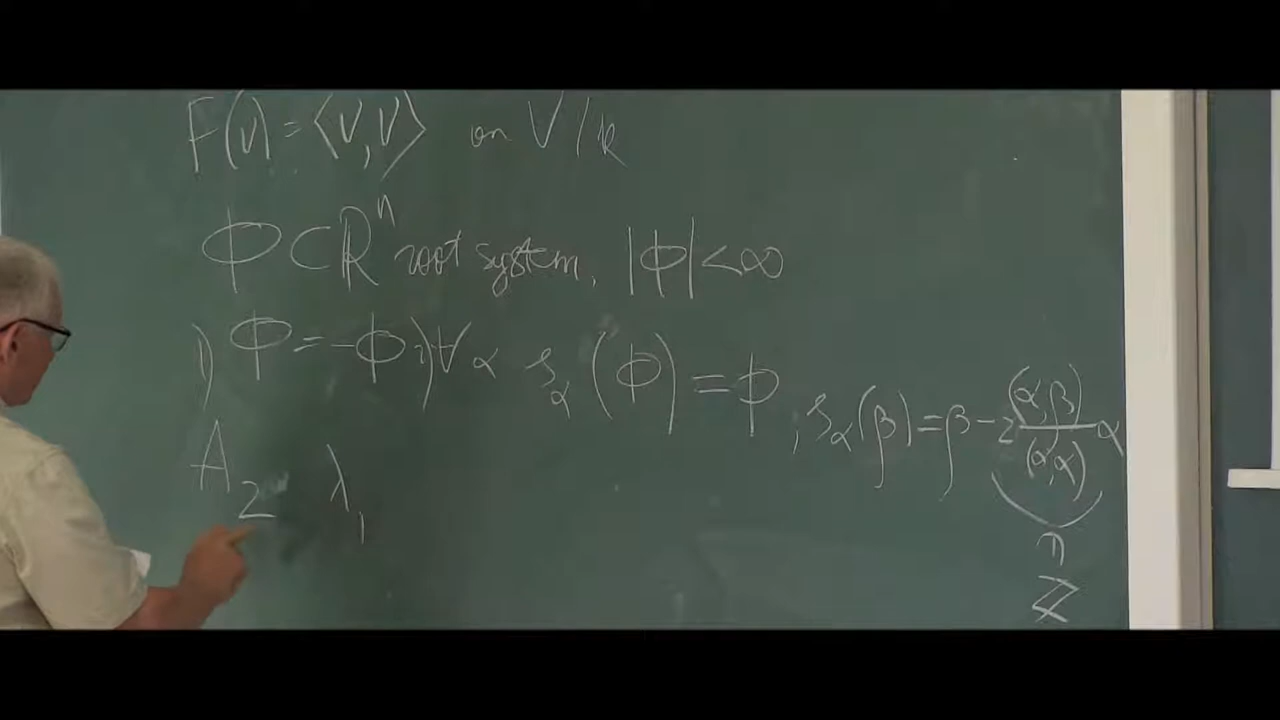 F(v) = ⟨v, v⟩ on V/k
Φ ⊂ ℝⁿ root system, |Φ| < ∞
1) Φ = -Φ 2) ∀ α s_α(Φ) = Φ, s_α(β) = β - 2 (α, β)/(α, α) α
∩
ℤ
A₂ λ₁